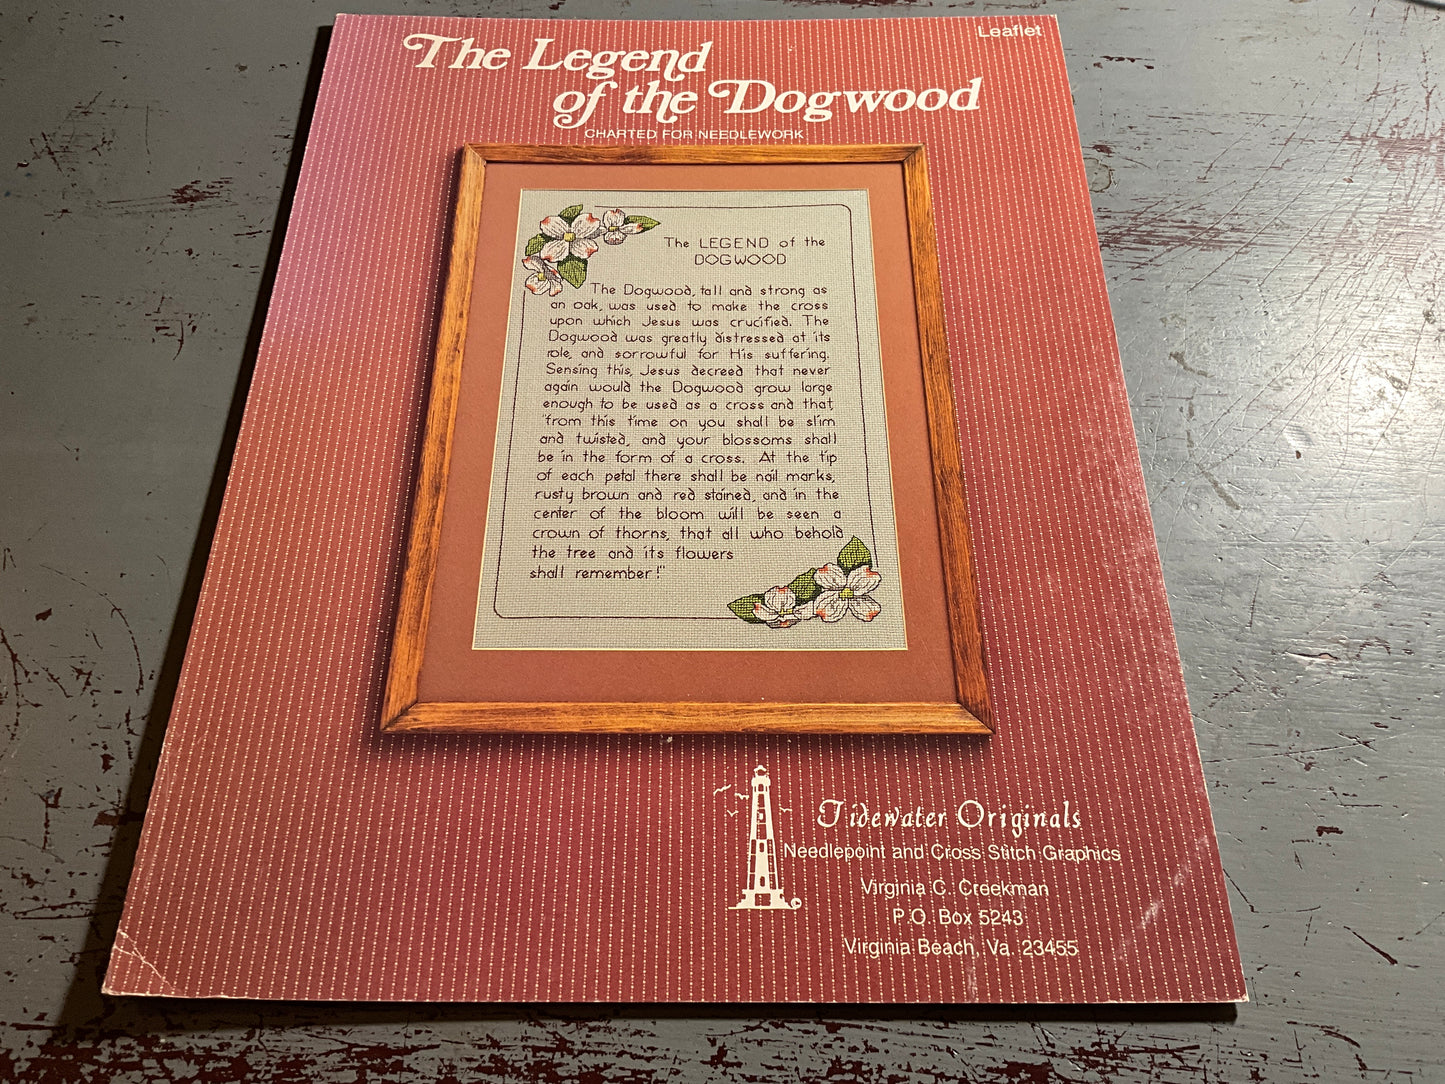 Leaflet
The Legend
of the Dogwood
CHARTED FOR NEEDLEWORK
The LEGEND of the
DOGWOOD
The Dogwood, tall and strong as
an oak, was used to make the cross
upon which Jesus was crucified. The
Dogwood was greatly distressed at its
role, and sorrowful for His suffering.
Sensing this, Jesus decreed that never
again would the Dogwood grow large
enough to be used as a cross and that,
"from this time on you shall be slim
and twisted, and your blossoms shall
be in the form of a cross. At the tip
of each petal there shall be nail marks,
rusty brown and red stained, and in the
center of the bloom will be seen a
crown of thorns, that all who behold
the tree and its flowers
shall remember!"
Tidewater Originals
Needlepoint and Cross Stitch Graphics
Virginia C. Creekman
P.O. Box 5243
Virginia Beach, Va. 23455